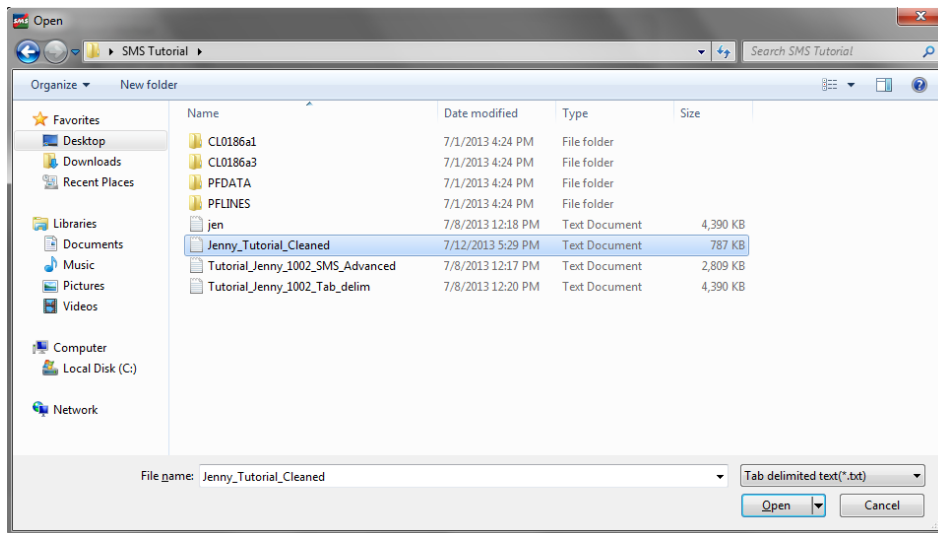 SMS Open
SMS Tutorial Search SMS Tutorial
Organize New folder
Name Date modified Type Size
Favorites
Desktop
Downloads
Recent Places
Libraries
Documents
Music
Pictures
Videos
Computer
Local Disk (C:)
Network
CL0186a1 7/1/2013 4:24 PM File folder
CL0186a3 7/1/2013 4:24 PM File folder
PFDATA 7/1/2013 4:24 PM File folder
PFLINES 7/1/2013 4:24 PM File folder
jen 7/8/2013 12:18 PM Text Document 4,390 KB
Jenny_Tutorial_Cleaned 7/12/2013 5:29 PM Text Document 787 KB
Tutorial_Jenny_1002_SMS_Advanced 7/8/2013 12:17 PM Text Document 2,809 KB
Tutorial_Jenny_1002_Tab_delim 7/8/2013 12:20 PM Text Document 4,390 KB
File name: Jenny_Tutorial_Cleaned Tab delimited text(*.txt)
Open Cancel